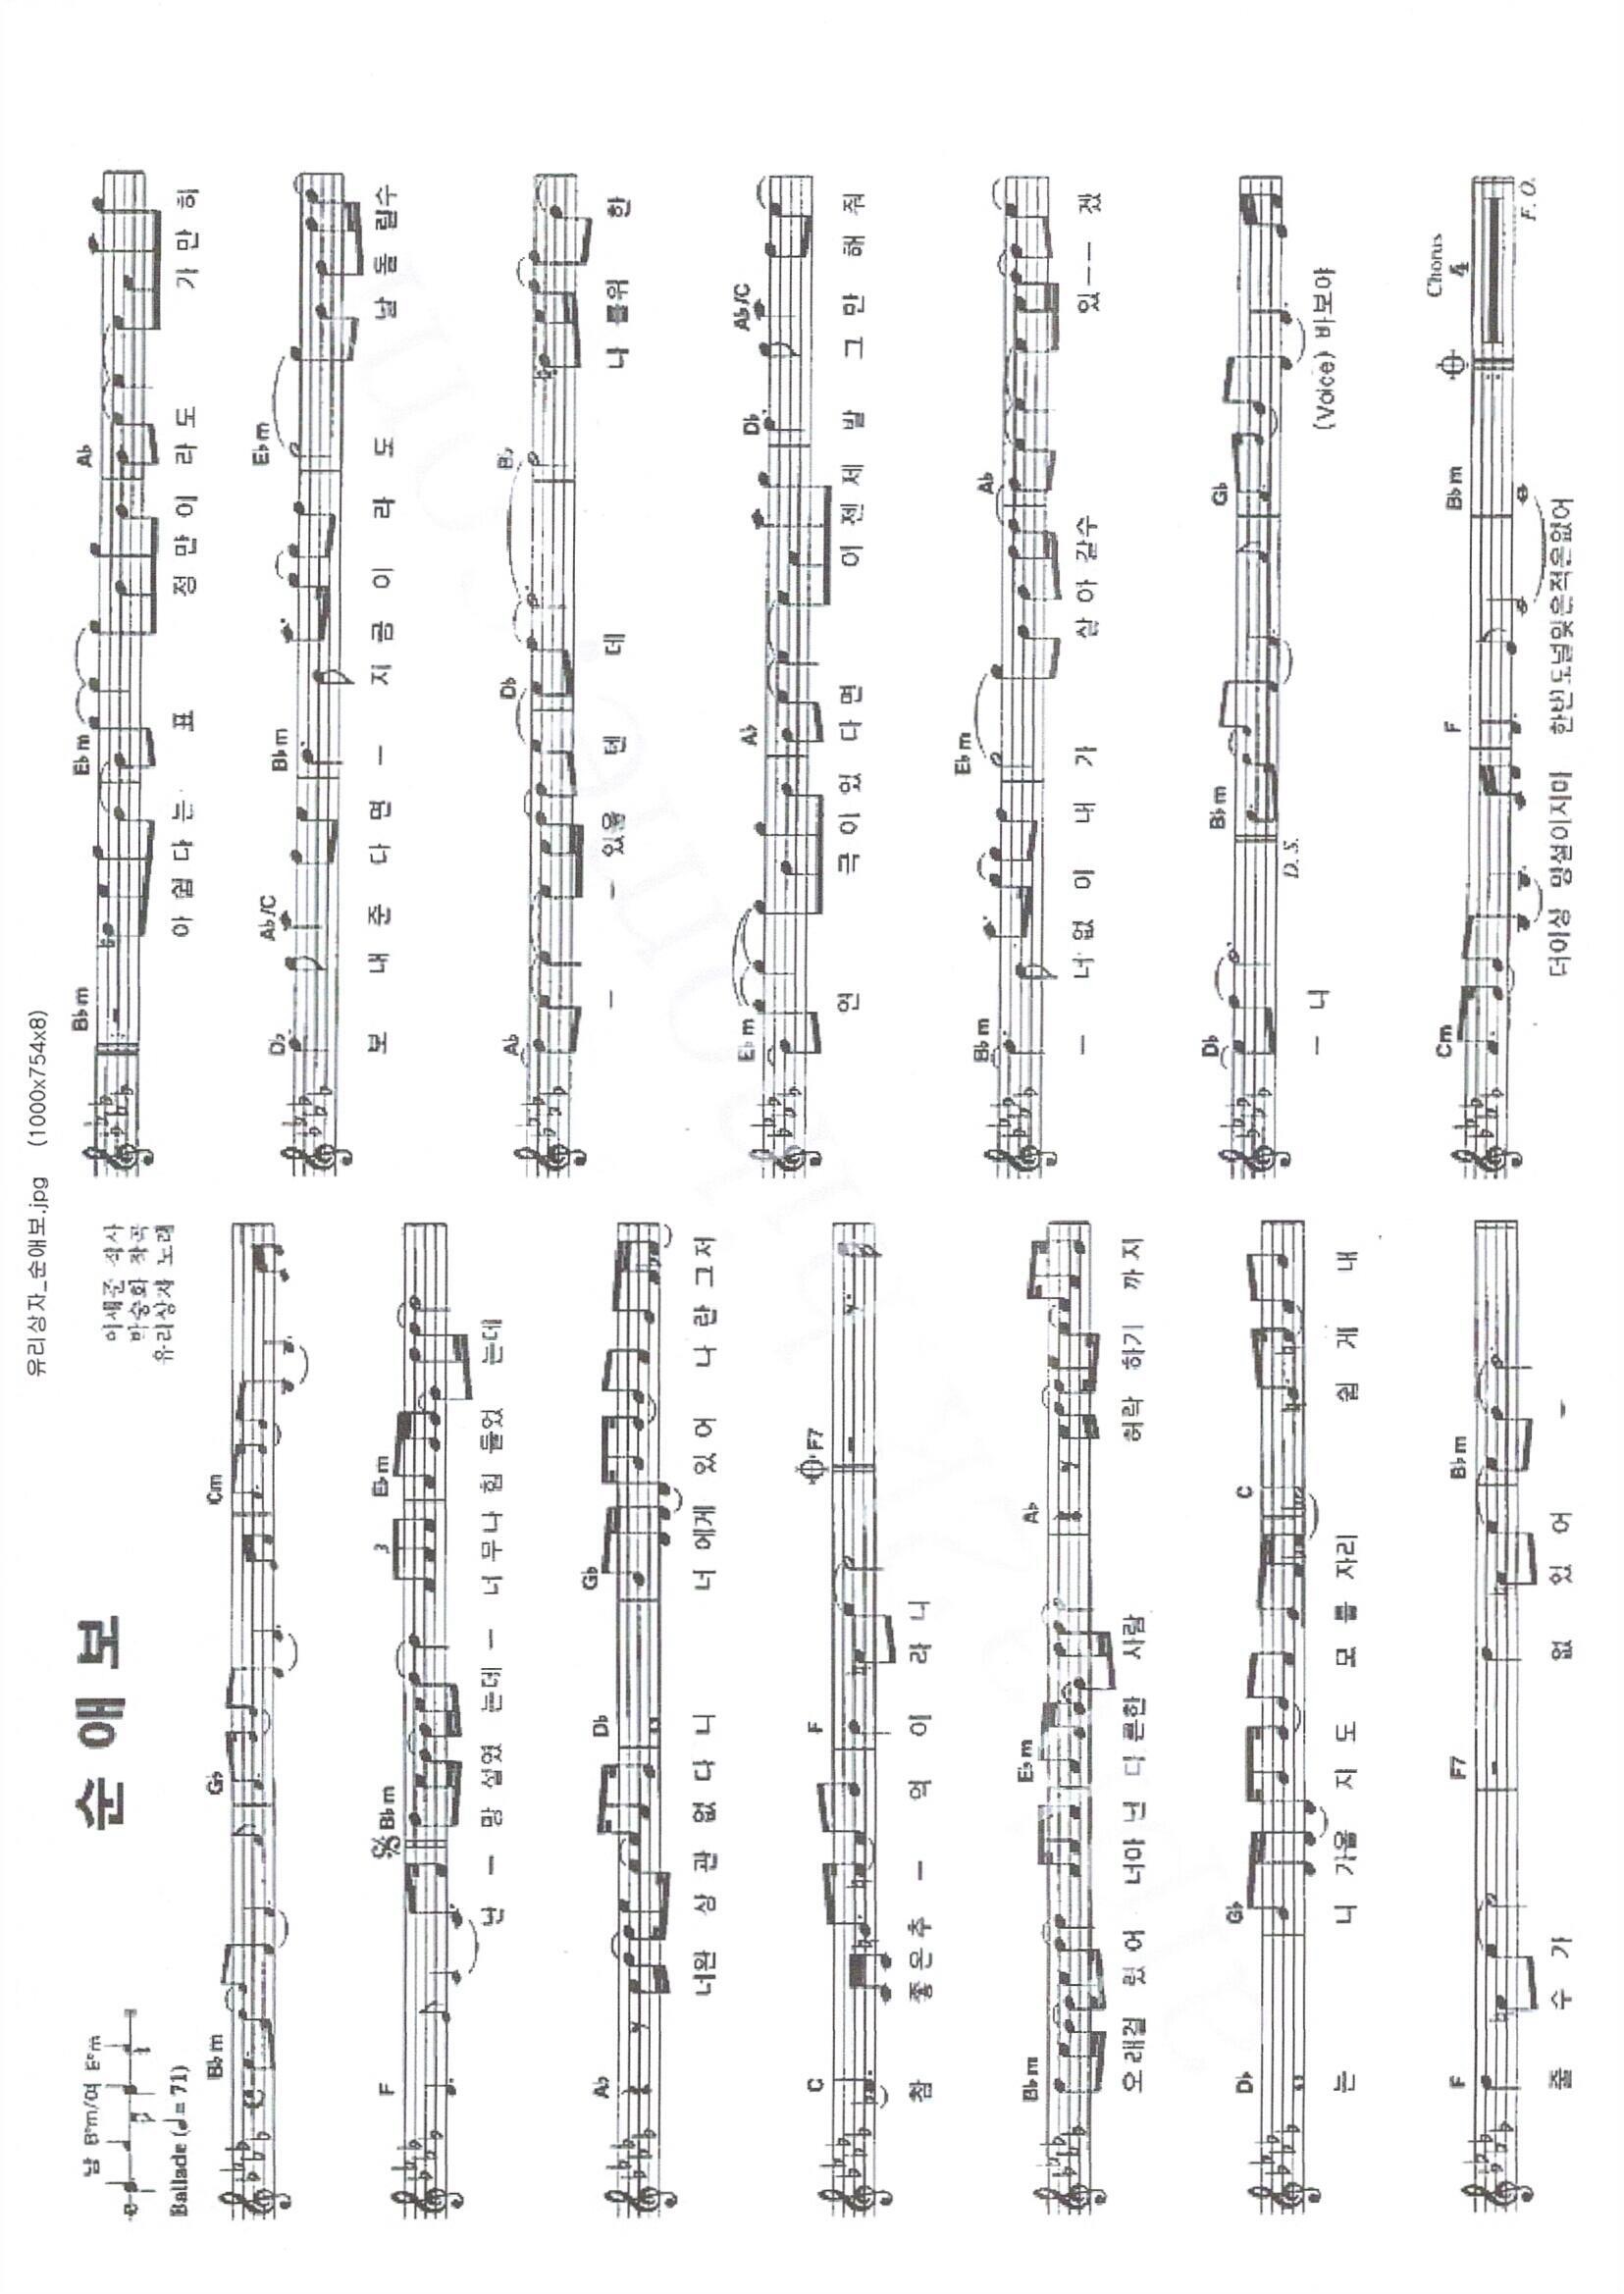 유리상자_순애보.jpg (1000x754x8)
순애보
남 B♭m/여 E♭m
이세준 작사
박승화 작곡
유리상자 노래
Ballade (♩= 71)
B♭m G♭ Cm
F B♭m 3 E♭m
난 ― 망 설였 는데 ― 너 무나 힘 들었 는데
A♭ D♭ G♭
너완 상 관 없 다 니 너 에게 있 어 나 란 그 저
C F F7
참 좋은추 ― 억 이 라 니
B♭m E♭m A♭
오래걸 렸 어 너아 닌 다 른한 사람 허락 하기 까 지
D♭ G♭ C
는 니 가올 지 도 모 를 자리 쉽 게 내
F F7 B♭m
줄 수 가 없 었 어 ―
B♭m E♭m A♭
아 쉽 다 는 표 정 만 이 라 도 가 만 히
D♭ A♭/C B♭m E♭m
보 내 준 다 면 ― 지 금 이 라 도 날 돌 릴수
A♭ D♭ B♭
― ― 있을 텐 데 나 를위 한
E♭m A♭ D♭ A♭/C
연 극 이 있 다 면 이 젠 제 발 그 만 해 줘
B♭m E♭m A♭
― 너 없 이 내 가 살 아 갈수 있 ― ― 겠
D♭ B♭m G♭
― 니
D. S.
(Voice) 바보야
Cm F B♭m Chorus
4
F. O.
더이상 망설이지마 한번도널잊은적은없어